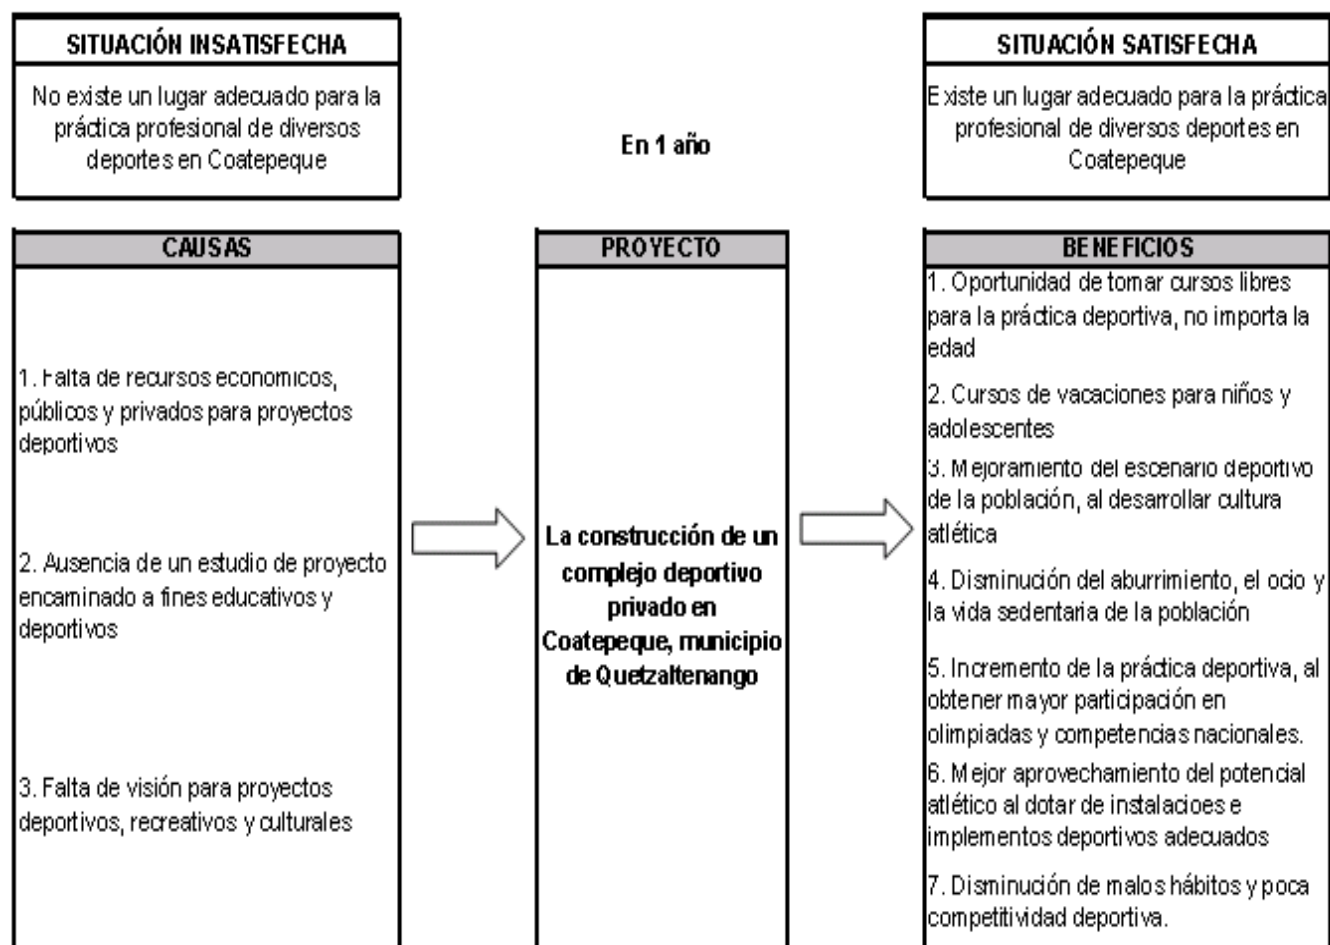 SITUACIÓN INSATISFECHA
No existe un lugar adecuado para la
práctica profesional de diversos
deportes en Coatepeque
En 1 año
SITUACIÓN SATISFECHA
Existe un lugar adecuado para la práctica
profesional de diversos deportes en
Coatepeque
CAUSAS
1. Falta de recursos economicos,
públicos y privados para proyectos
deportivos
2. Ausencia de un estudio de proyecto
encaminado a fines educativos y
deportivos
3. Falta de visión para proyectos
deportivos, recreativos y culturales
PROYECTO
La construcción de un
complejo deportivo
privado en
Coatepeque, municipio
de Quetzaltenango
BENEFICIOS
1. Oportunidad de tomar cursos libres
para la práctica deportiva, no importa la
edad
2. Cursos de vacaciones para niños y
adolescentes
3. Mejoramiento del escenario deportivo
de la población, al desarrollar cultura
atlética
4. Disminución del aburrimiento, el ocio y
la vida sedentaria de la población
5. Incremento de la práctica deportiva, al
obtener mayor participación en
olimpiadas y competencias nacionales.
6. Mejor aprovechamiento del potencial
atlético al dotar de instalacioes e
implementos deportivos adecuados
7. Disminución de malos hábitos y poca
competitividad deportiva.